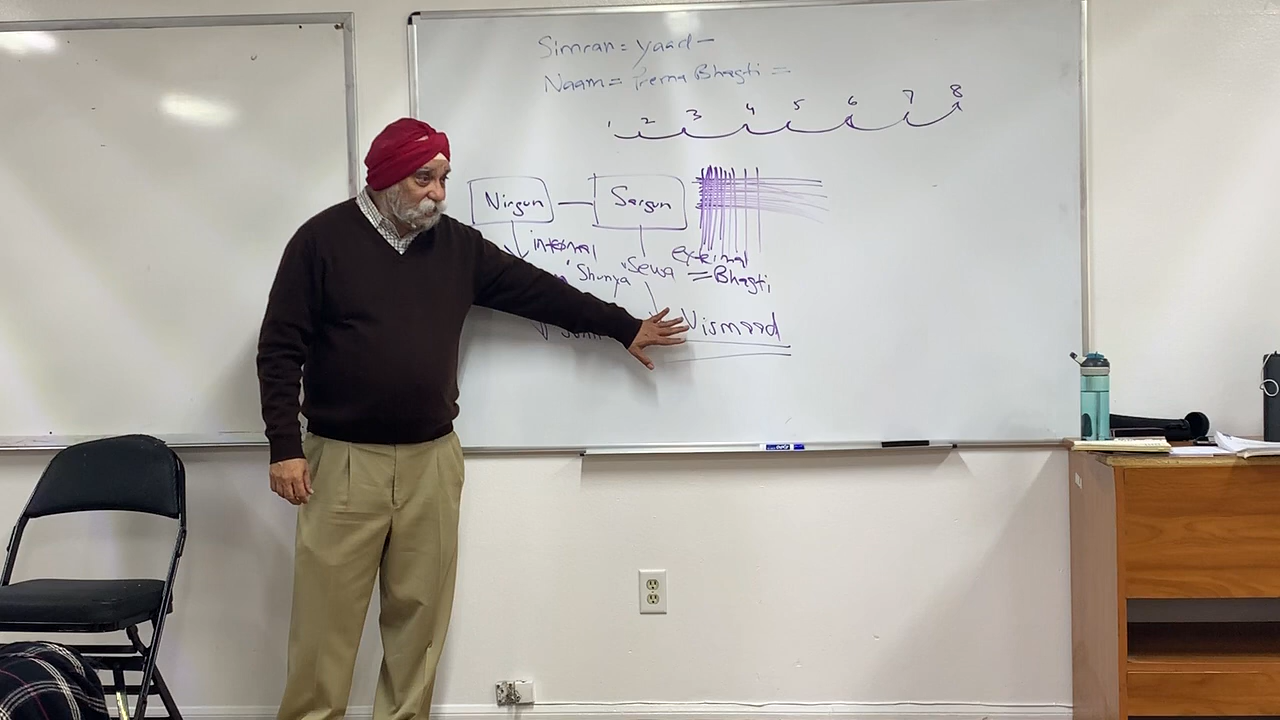 Simran = Yaad –
Naam = Prema Bhagti =
1 2 3 4 5 6 7 8
Nirgun — Sargun
internal external
Shunya "Sewa = Bhagti
Vismaad